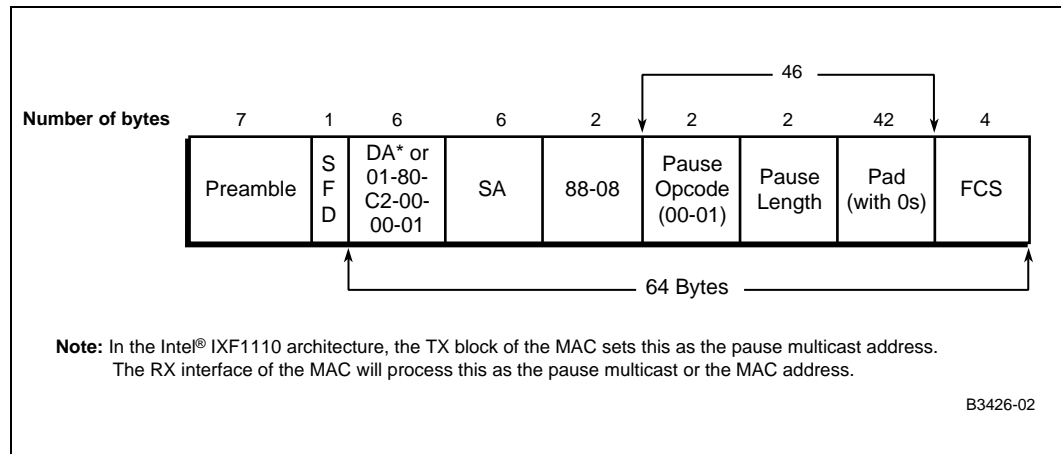 46
Number of bytes 7 1 6 6 2 2 2 42 4
Preamble
S
F
D
DA* or
01-80-
C2-00-
00-01
SA
88-08
Pause
Opcode
(00-01)
Pause
Length
Pad
(with 0s)
FCS
64 Bytes
Note: In the Intel® IXF1110 architecture, the TX block of the MAC sets this as the pause multicast address.
The RX interface of the MAC will process this as the pause multicast or the MAC address.
B3426-02